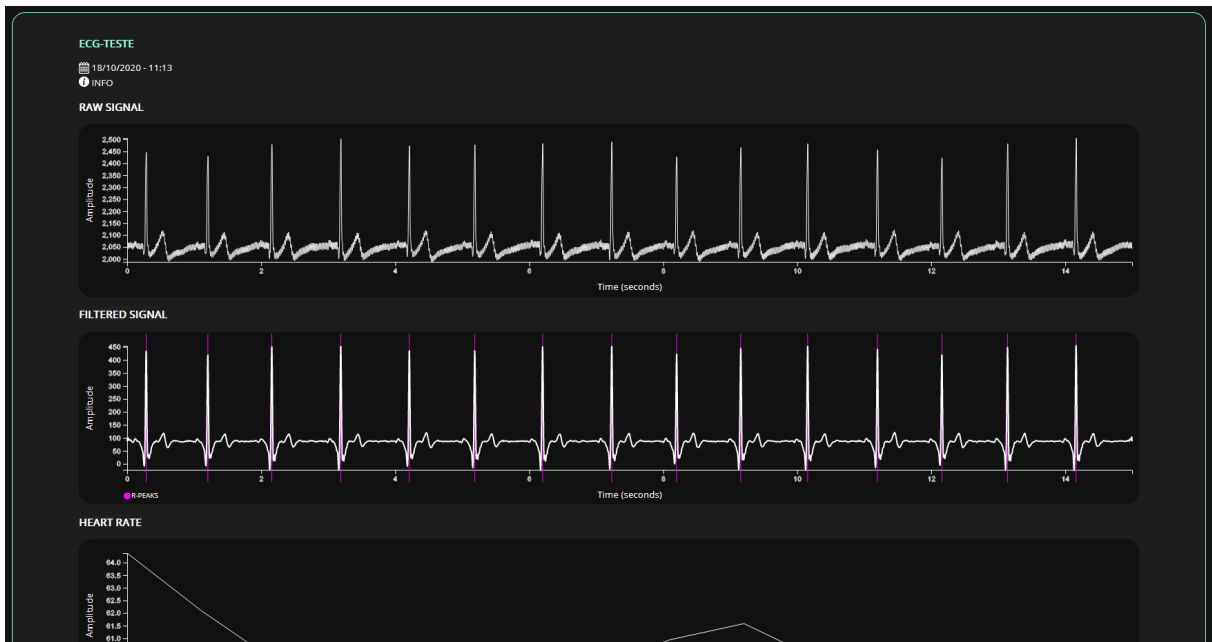 ECG-TESTE
18/10/2020 - 11:13
INFO
RAW SIGNAL
2,500
2,450
2,400
2,350
2,300
2,250
2,200
2,150
2,100
2,050
2,000
Amplitude
0 2 4 6 8 10 12 14
Time (seconds)
FILTERED SIGNAL
450
400
350
300
250
200
150
100
50
0
Amplitude
0 2 4 6 8 10 12 14
R-PEAKS
Time (seconds)
HEART RATE
64.0
63.5
63.0
62.5
62.0
61.5
61.0
Amplitude